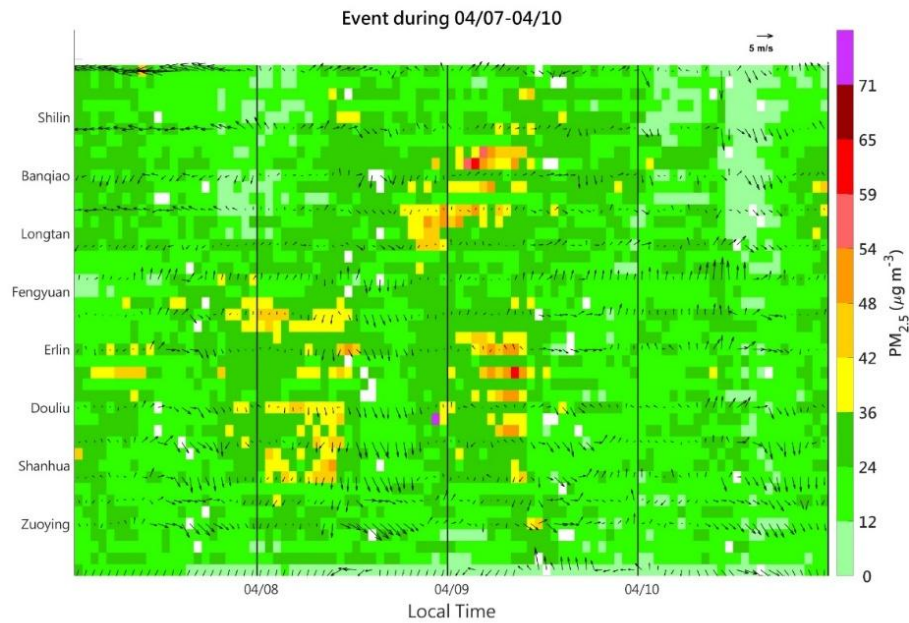 Event during 04/07-04/10
5 m/s
Shilin
Banqiao
Longtan
Fengyuan
Erlin
Douliu
Shanhua
Zuoying
04/08
04/09
04/10
Local Time
71
65
59
54
48
42
36
24
12
0
PM2.5 (μg m-3)